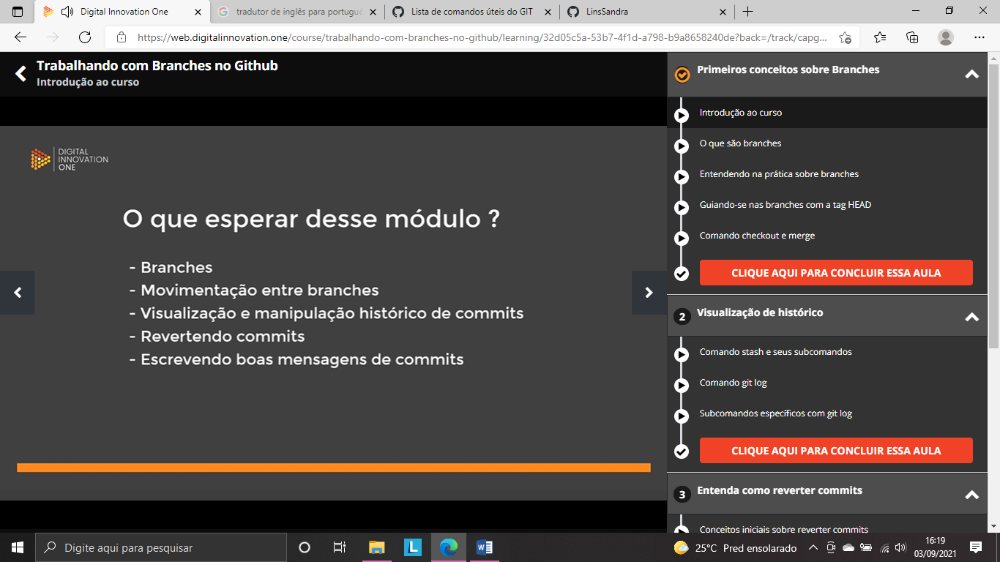 Digital Innovation One
tradutor de inglês para portuguê
Lista de comandos úteis do GIT
LinsSandra
https://web.digitalinnovation.one/course/trabalhando-com-branches-no-github/learning/32d05c5a-53b7-4f1d-a798-b9a8658240de?back=/track/capg...
Trabalhando com Branches no Github
Introdução ao curso
DIGITAL
INNOVATION
ONE
O que esperar desse módulo ?
- Branches
- Movimentação entre branches
- Visualização e manipulação histórico de commits
- Revertendo commits
- Escrevendo boas mensagens de commits
Primeiros conceitos sobre Branches
Introdução ao curso
O que são branches
Entendendo na prática sobre branches
Guiando-se nas branches com a tag HEAD
Comando checkout e merge
CLIQUE AQUI PARA CONCLUIR ESSA AULA
2 Visualização de histórico
Comando stash e seus subcomandos
Comando git log
Subcomandos específicos com git log
CLIQUE AQUI PARA CONCLUIR ESSA AULA
3 Entenda como reverter commits
Conceitos iniciais sobre reverter commits
Digite aqui para pesquisar
L
W
25°C Pred ensolarado
16:19
03/09/2021